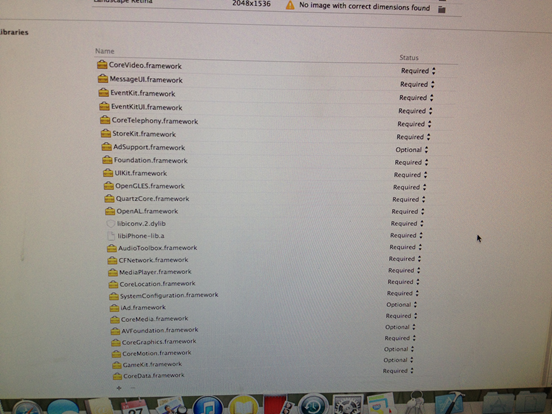 Landscape Retina 2048x1536 No image with correct dimensions found
ibraries
Name Status
CoreVideo.framework Required
MessageUI.framework Required
EventKit.framework Required
EventKitUI.framework Required
CoreTelephony.framework Required
StoreKit.framework Required
AdSupport.framework Optional
Foundation.framework Required
UIKit.framework Required
OpenGLES.framework Required
QuartzCore.framework Required
OpenAL.framework Required
libiconv.2.dylib Required
libiPhone-lib.a Required
AudioToolbox.framework Required
CFNetwork.framework Required
MediaPlayer.framework Required
CoreLocation.framework Required
SystemConfiguration.framework Required
iAd.framework Optional
CoreMedia.framework Required
AVFoundation.framework Optional
CoreGraphics.framework Required
CoreMotion.framework Optional
GameKit.framework Optional
CoreData.framework Required